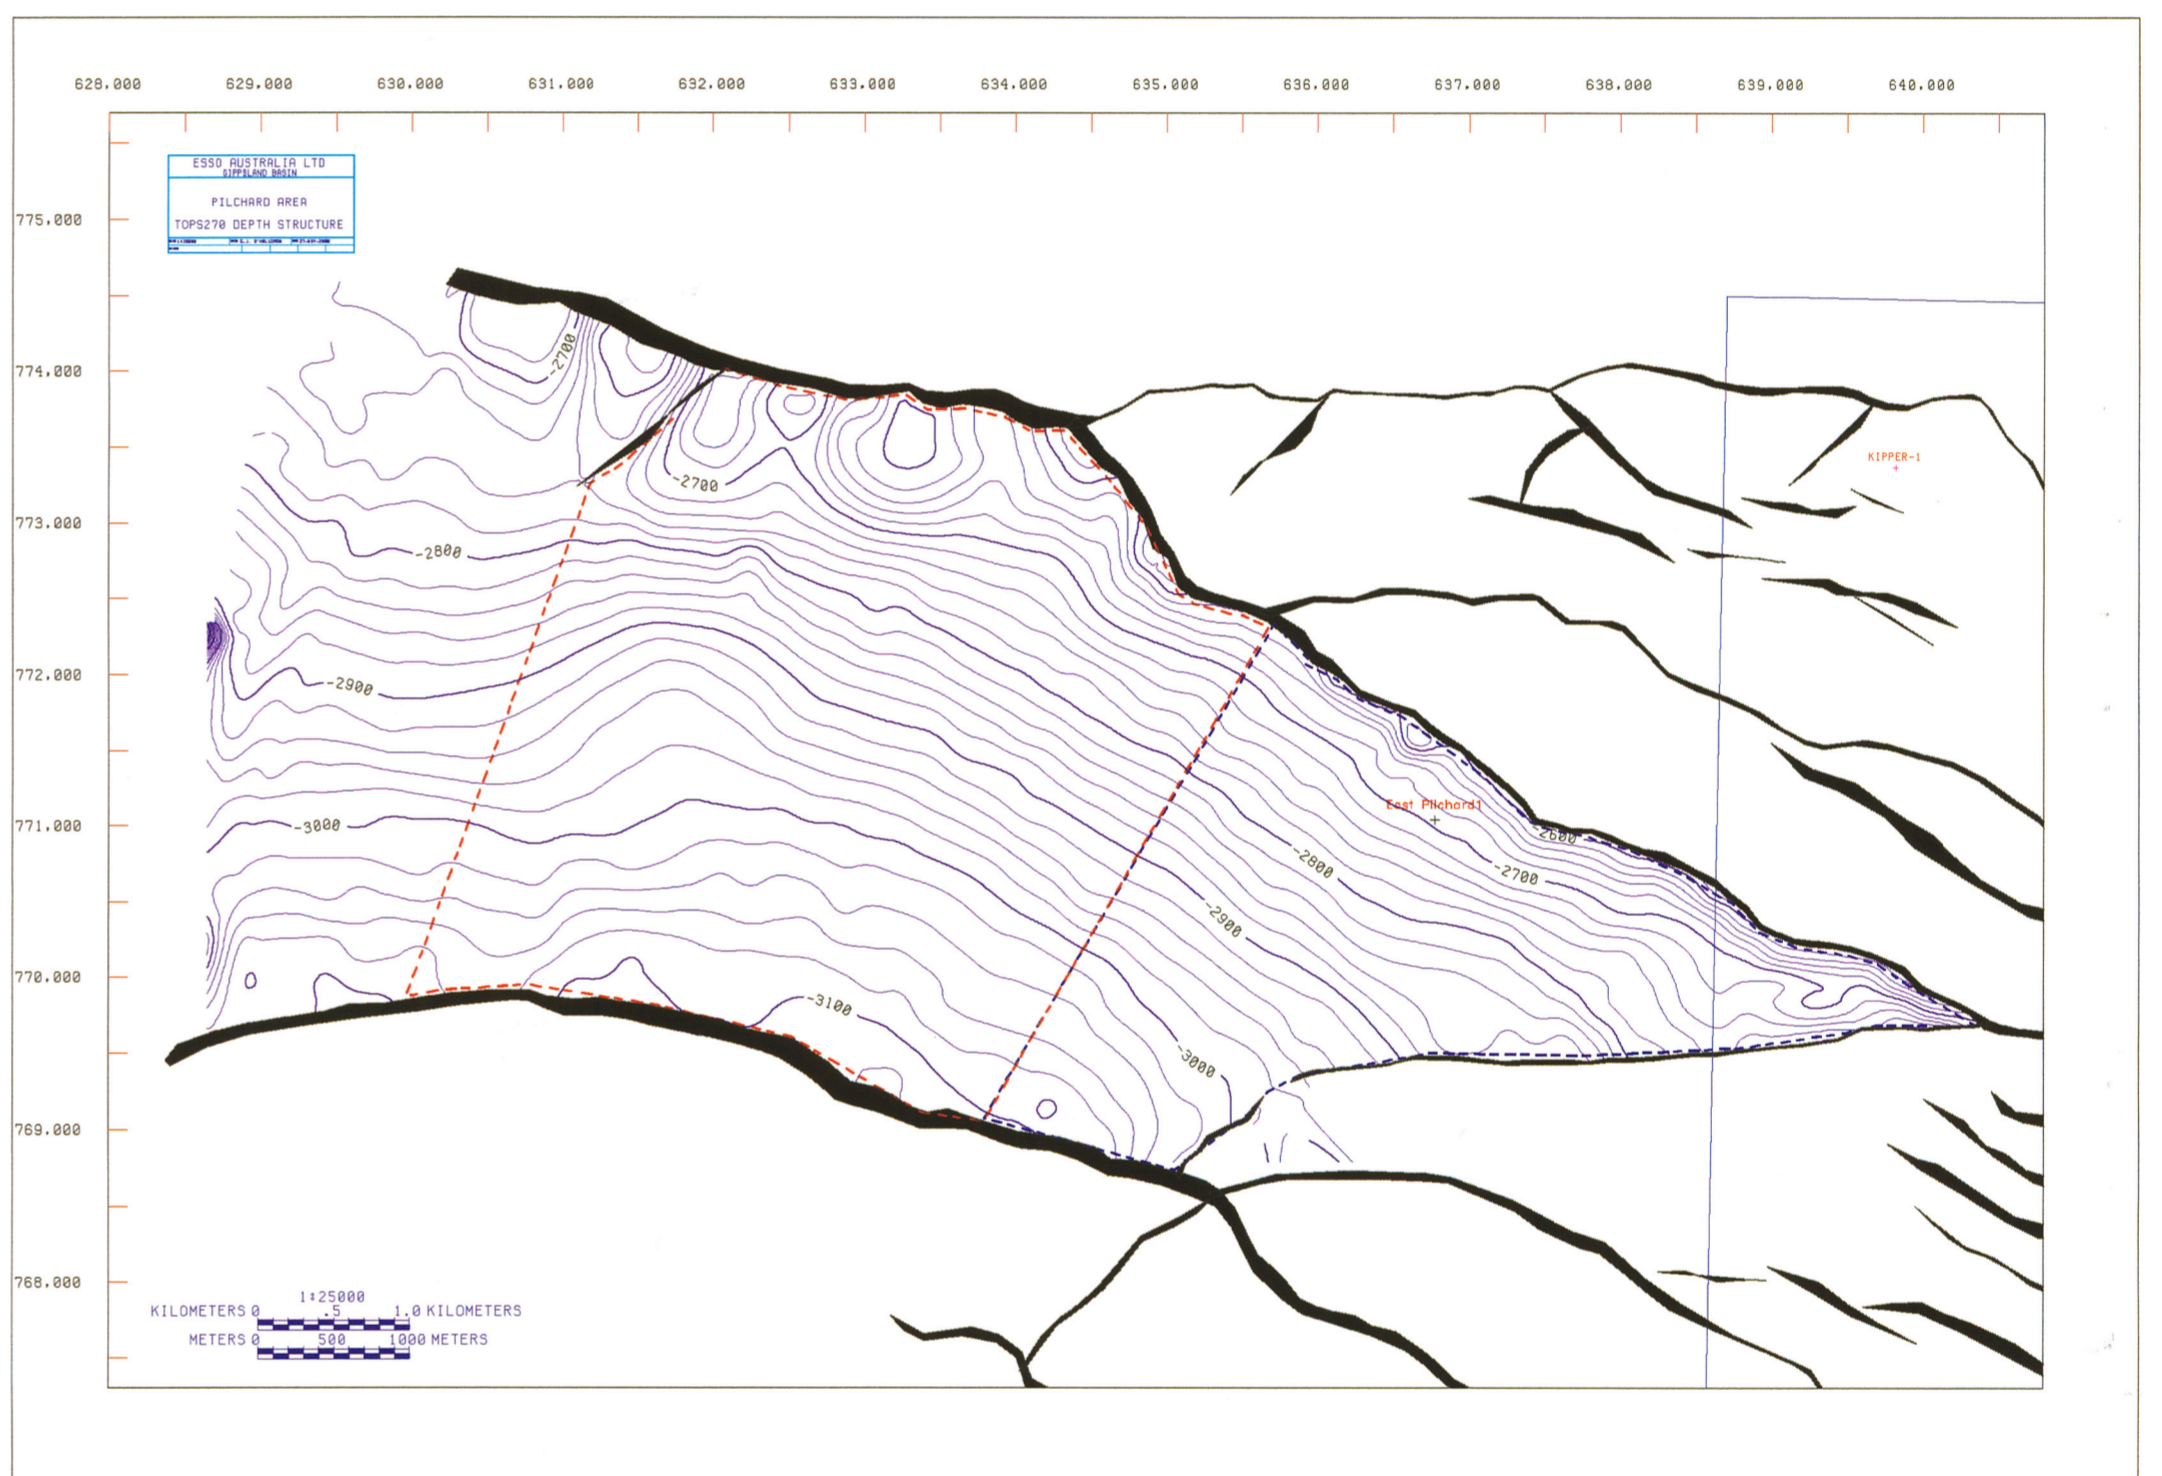 628.000 629.000 630.000 631.000 632.000 633.000 634.000 635.000 636.000 637.000 638.000 639.000 640.000
ESSO AUSTRALIA LTD
GIPPSLAND BASIN
PILCHARD AREA
TOPS270 DEPTH STRUCTURE
775.000
774.000
773.000
772.000
771.000
770.000
769.000
768.000
-2700
-2700
-2800
-2900
-3000
-3100
-3000
-2900
-2800
-2700
-2600
KIPPER-1
East Pilchard1
1:25000
KILOMETERS 0 .5 1.0 KILOMETERS
METERS 0 500 1000 METERS